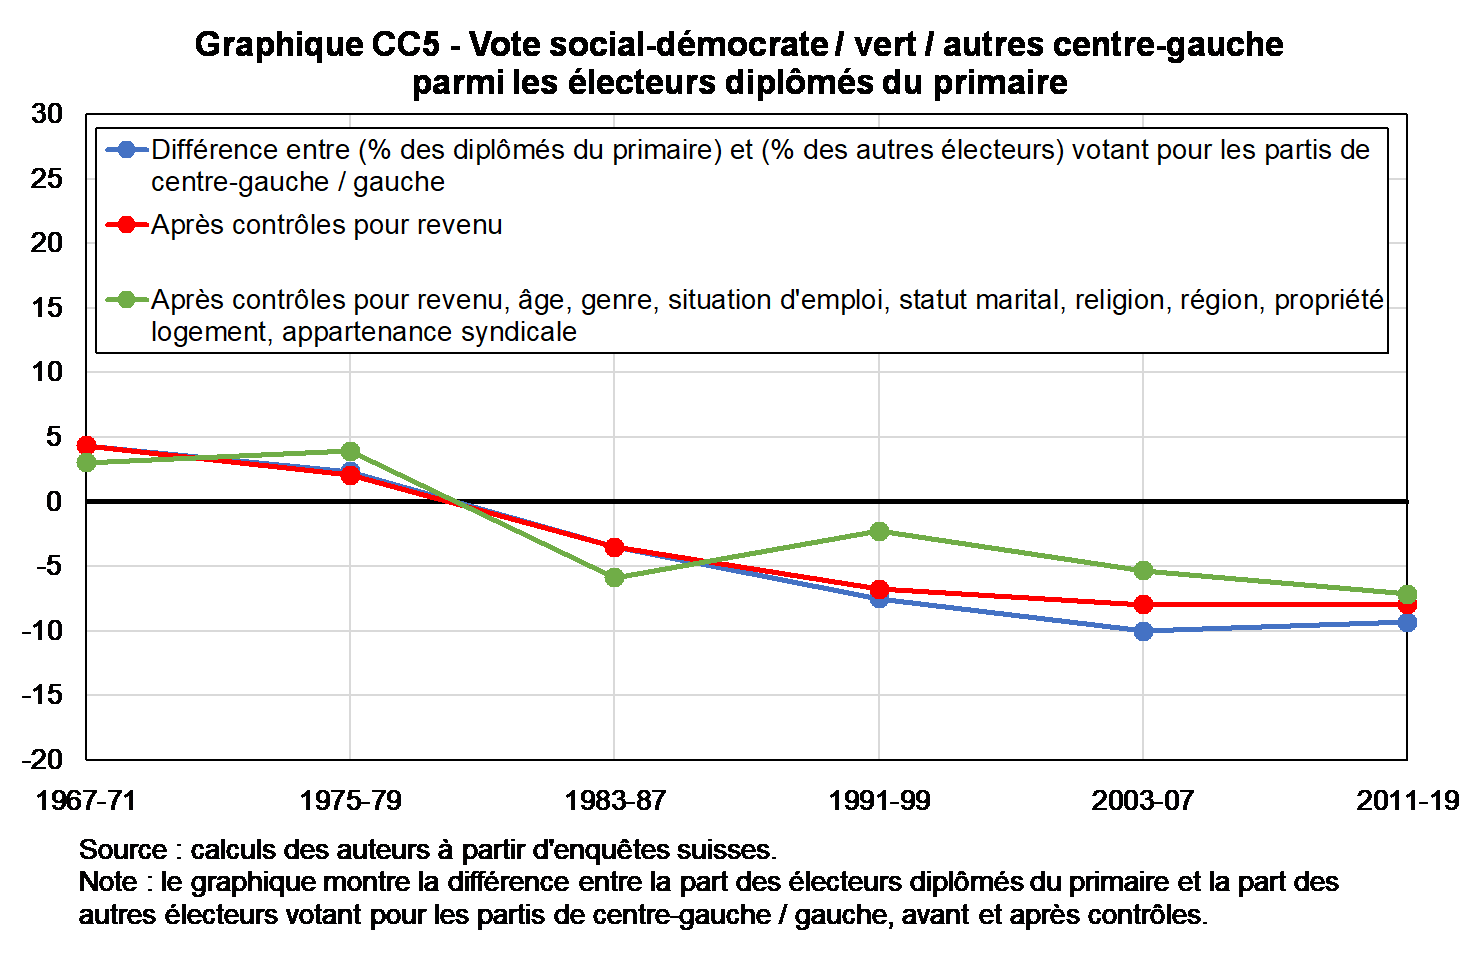 Graphique CC5 - Vote social-démocrate / vert / autres centre-gauche
parmi les électeurs diplômés du primaire
30
25
20
15
10
5
0
-5
-10
-15
-20
Différence entre (% des diplômés du primaire) et (% des autres électeurs) votant pour les partis de
centre-gauche / gauche
Après contrôles pour revenu
Après contrôles pour revenu, âge, genre, situation d'emploi, statut marital, religion, région, propriété
logement, appartenance syndicale
1967-71 1975-79 1983-87 1991-99 2003-07 2011-19
Source : calculs des auteurs à partir d'enquêtes suisses.
Note : le graphique montre la différence entre la part des électeurs diplômés du primaire et la part des
autres électeurs votant pour les partis de centre-gauche / gauche, avant et après contrôles.